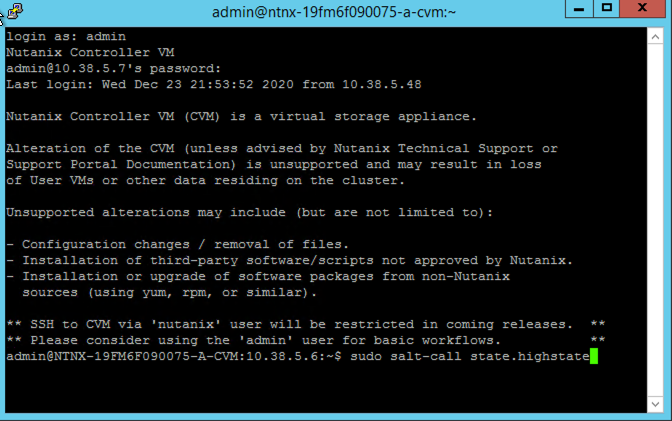 admin@ntnx-19fm6f090075-a-cvm:~
login as: admin
Nutanix Controller VM
admin@10.38.5.7's password:
Last login: Wed Dec 23 21:53:52 2020 from 10.38.5.48
Nutanix Controller VM (CVM) is a virtual storage appliance.
Alteration of the CVM (unless advised by Nutanix Technical Support or
Support Portal Documentation) is unsupported and may result in loss
of User VMs or other data residing on the cluster.
Unsupported alterations may include (but are not limited to):
- Configuration changes / removal of files.
- Installation of third-party software/scripts not approved by Nutanix.
- Installation or upgrade of software packages from non-Nutanix
sources (using yum, rpm, or similar).
** SSH to CVM via 'nutanix' user will be restricted in coming releases. **
** Please consider using the 'admin' user for basic workflows. **
admin@NTNX-19FM6F090075-A-CVM:10.38.5.6:~$ sudo salt-call state.highstate